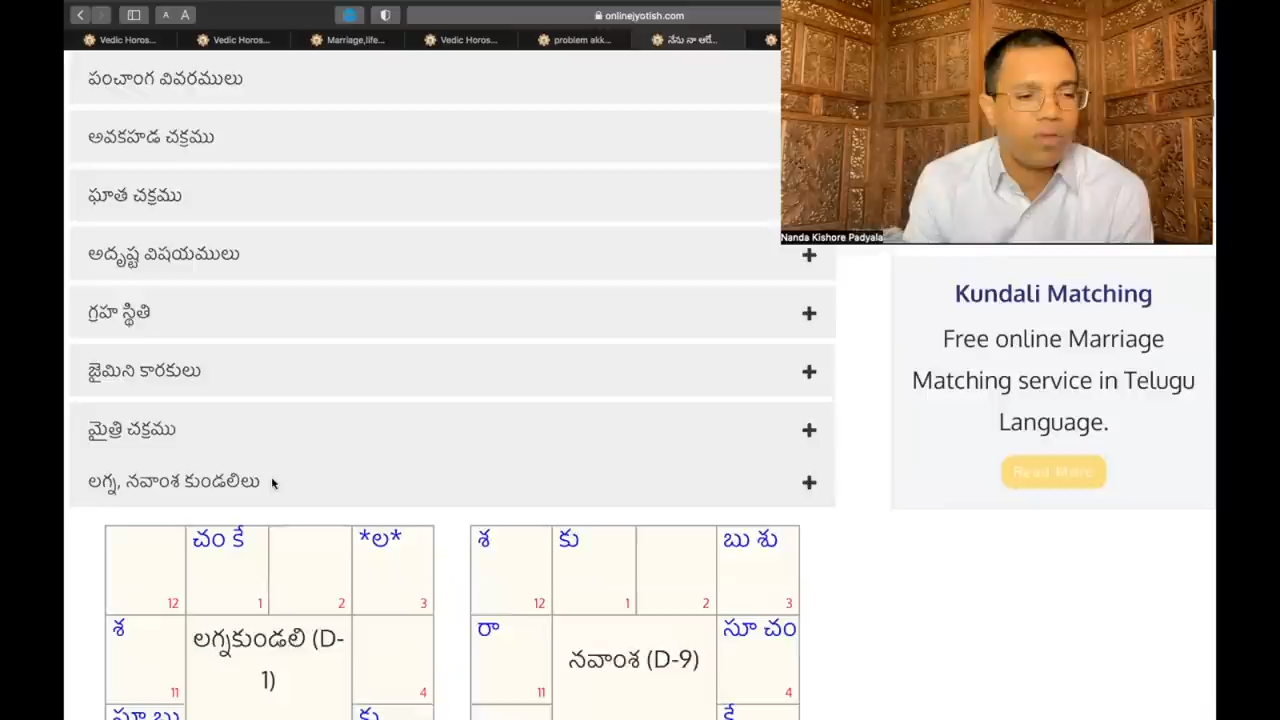 A A
onlinejyotish.com
Vedic Horos...
Vedic Horos...
Marriage,life...
Vedic Horos...
problem akk...
నేను నా ఆరో...
పంచాంగ వివరములు
అవకహడ చక్రము
ఘాత చక్రము
అదృష్ట విషయములు
గ్రహ స్థితి
జైమిని కారకులు
మైత్రి చక్రము
లగ్న, నవాంశ కుండలిలు
Nanda Kishore Padyala
Kundali Matching
Free online Marriage
Matching service in Telugu
Language.
Read More
చం కే *ల*
12 1 2 3
శ
లగ్నకుండలి (D-
1)
11 4
సూ బు కు
శ కు బు శు
12 1 2 3
రా సూ చం
నవాంశ (D-9)
11 4
కే